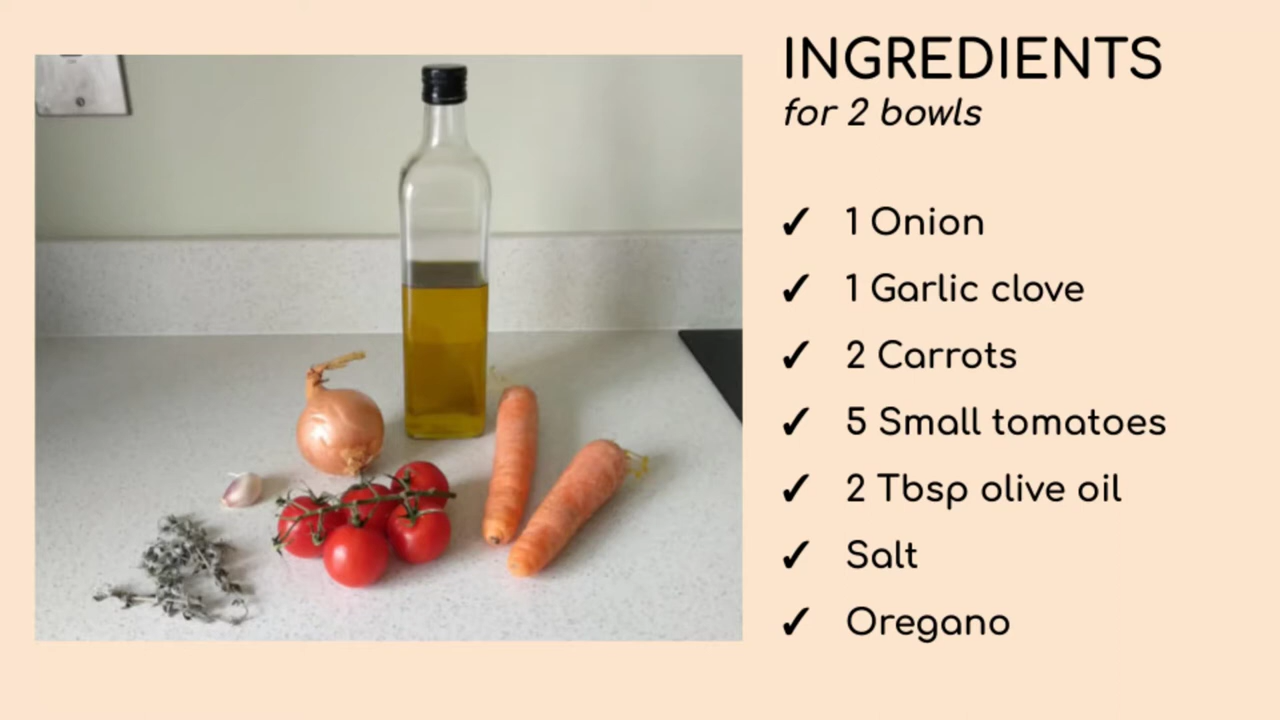 INGREDIENTS
for 2 bowls
✓ 1 Onion
✓ 1 Garlic clove
✓ 2 Carrots
✓ 5 Small tomatoes
✓ 2 Tbsp olive oil
✓ Salt
✓ Oregano